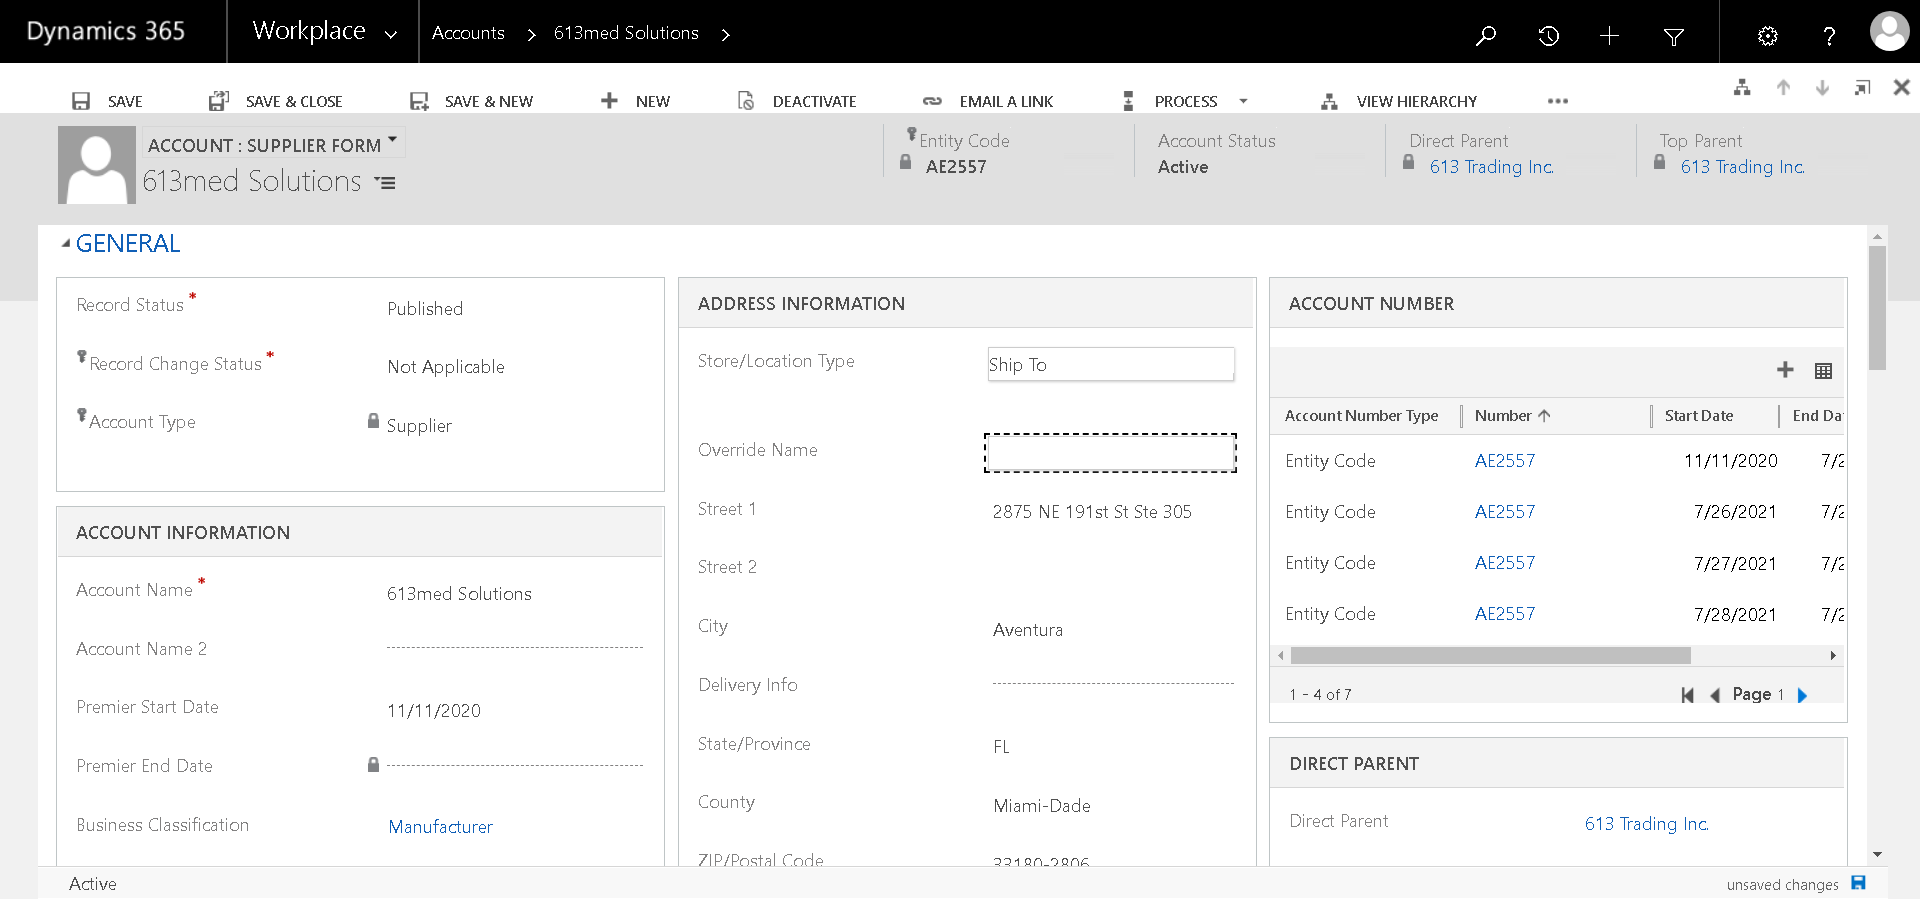 Dynamics 365 Workplace Accounts 613med Solutions
SAVE SAVE & CLOSE SAVE & NEW NEW DEACTIVATE EMAIL A LINK PROCESS VIEW HIERARCHY
ACCOUNT : SUPPLIER FORM
613med Solutions
Entity Code
AE2557
Account Status
Active
Direct Parent
613 Trading Inc.
Top Parent
613 Trading Inc.
GENERAL
Record Status * Published
Record Change Status * Not Applicable
Account Type Supplier
ACCOUNT INFORMATION
Account Name * 613med Solutions
Account Name 2
Premier Start Date 11/11/2020
Premier End Date
Business Classification Manufacturer
ADDRESS INFORMATION
Store/Location Type Ship To
Override Name
Street 1 2875 NE 191st St Ste 305
Street 2
City Aventura
Delivery Info
State/Province FL
County Miami-Dade
ZIP/Postal Code 33180-2806
ACCOUNT NUMBER
Account Number Type Number Start Date End Da
Entity Code AE2557 11/11/2020 7/2
Entity Code AE2557 7/26/2021 7/2
Entity Code AE2557 7/27/2021 7/2
Entity Code AE2557 7/28/2021 7/2
1 - 4 of 7 Page 1
DIRECT PARENT
Direct Parent 613 Trading Inc.
Active unsaved changes